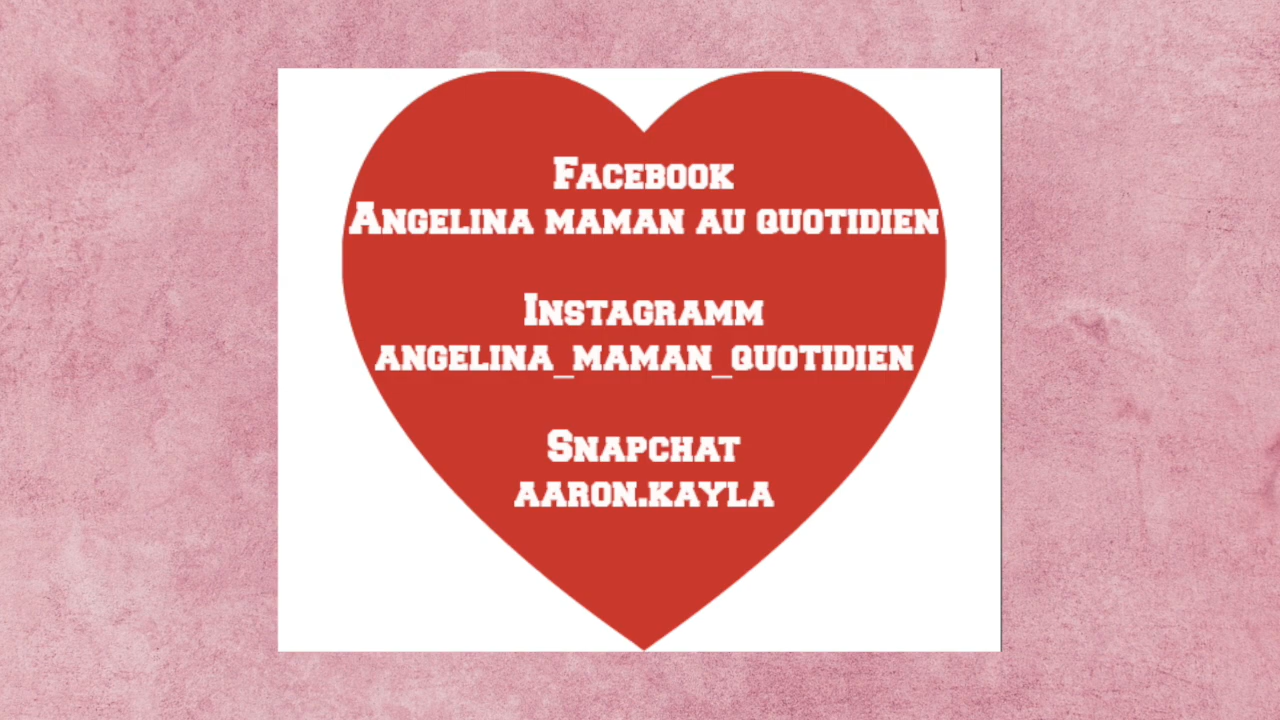 Facebook
Angelina maman au quotidien
Instagramm
angelina_maman_quotidien
Snapchat
aaron.kayla